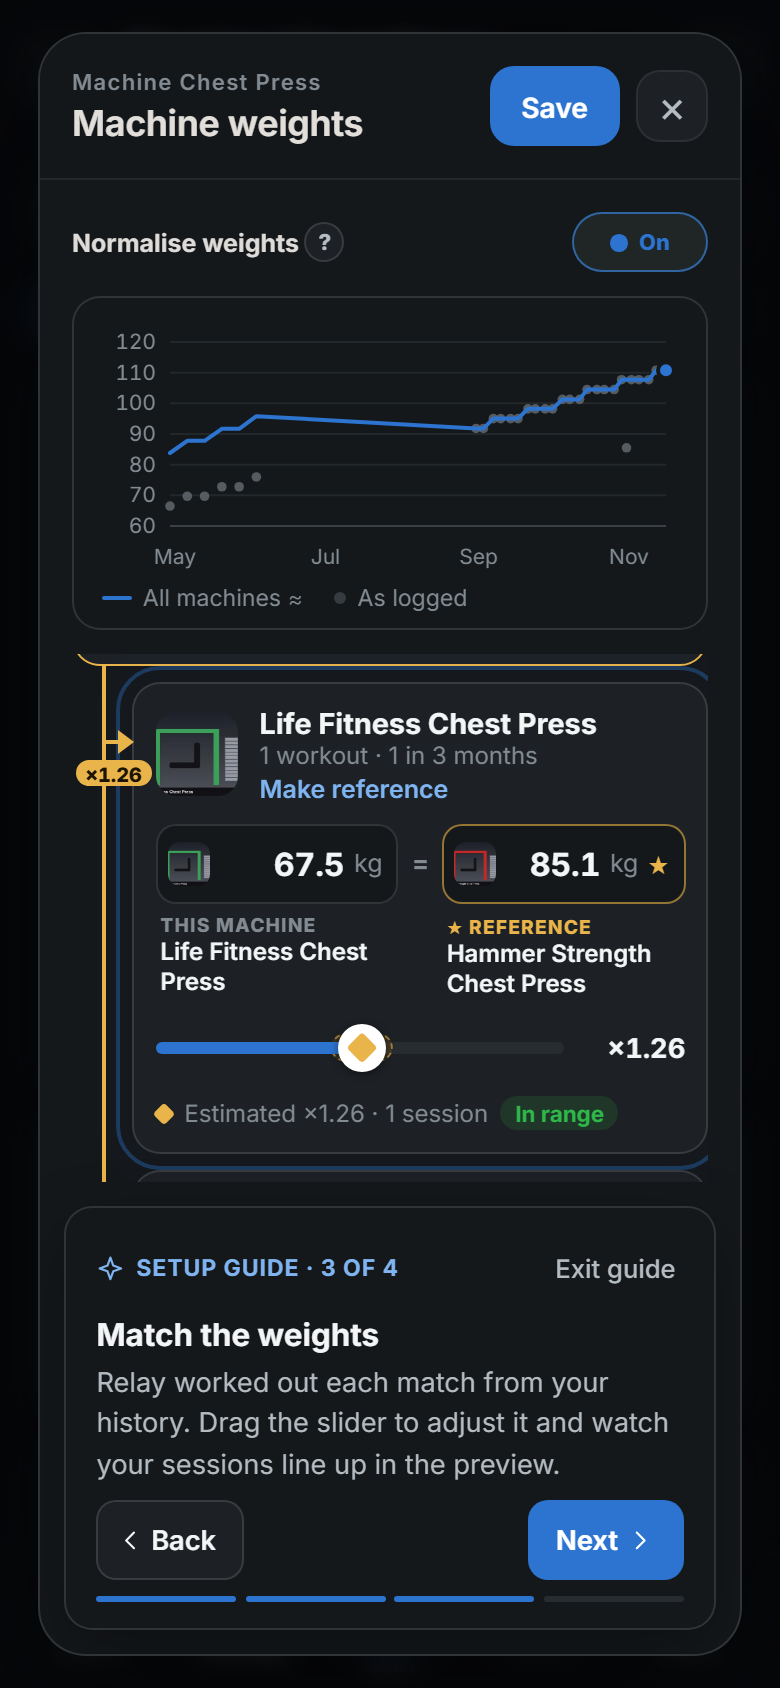 Machine Chest Press
Machine weights
Save
×
Normalise weights ?
On
120
110
100
90
80
70
60
May Jul Sep Nov
All machines ≈ As logged
Life Fitness Chest Press
1 workout · 1 in 3 months
Make reference
×1.26
67.5 kg = 85.1 kg ★
THIS MACHINE
Life Fitness Chest
Press
★ REFERENCE
Hammer Strength
Chest Press
×1.26
Estimated ×1.26 · 1 session In range
SETUP GUIDE · 3 OF 4
Exit guide
Match the weights
Relay worked out each match from your
history. Drag the slider to adjust it and watch
your sessions line up in the preview.
Back
Next